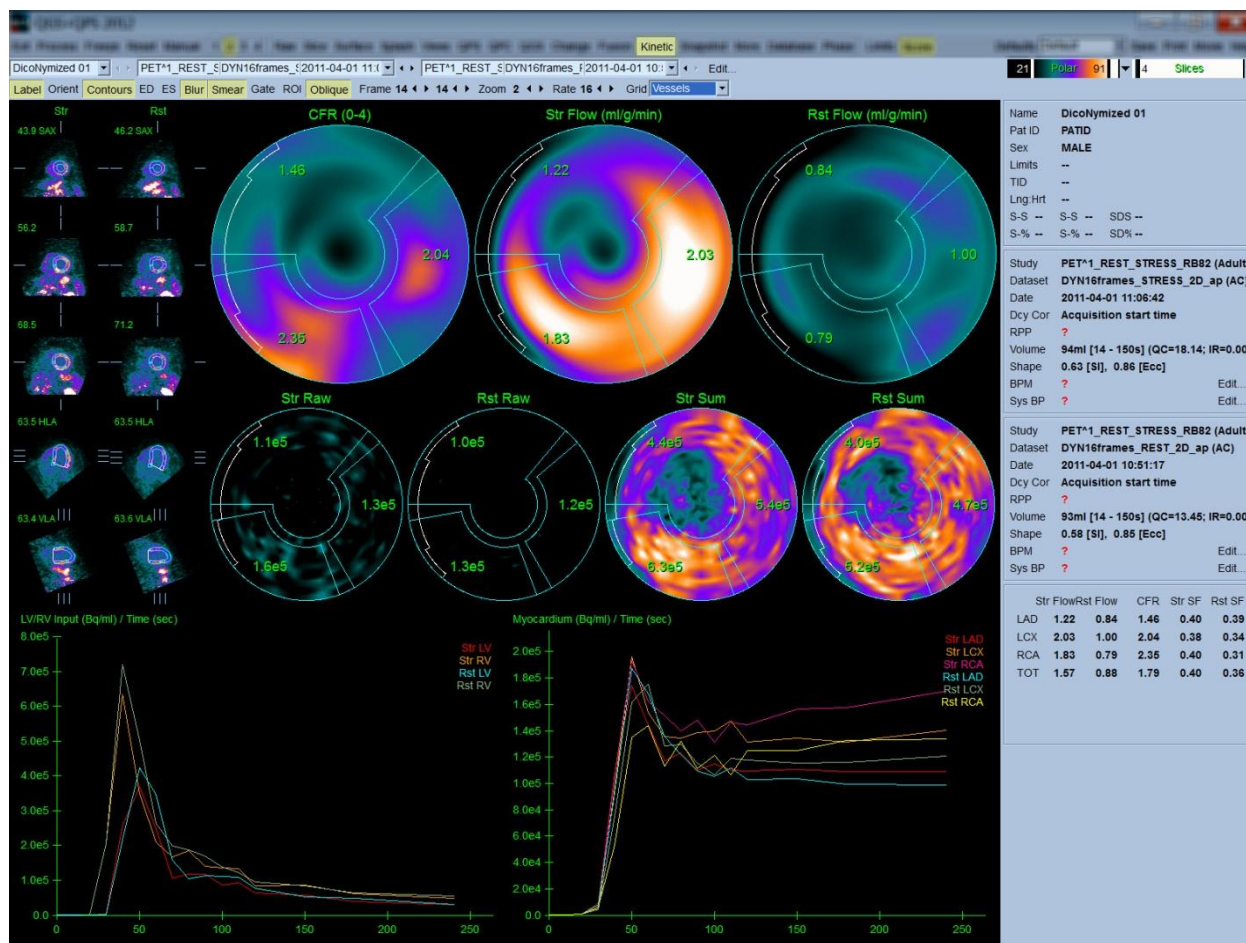 QGS+QPS 2012
Kinetic
DicoNymized 01 PET^1_REST_S DYN16frames_S 2011-04-01 11:0 PET^1_REST_S DYN16frames_F 2011-04-01 10: Edit...
21 Polar 91 4 Slices
Label Orient Contours ED ES Blur Smear Gate ROI Oblique Frame 14 14 Zoom 2 Rate 16 Grid Vessels
Str Rst
43.9 SAX 46.2 SAX
56.2 58.7
68.5 71.2
63.5 HLA 63.5 HLA
63.4 VLA 63.6 VLA
CFR (0-4)
1.46
2.04
2.35
Str Flow (ml/g/min)
1.22
2.03
1.83
Rst Flow (ml/g/min)
0.84
1.00
0.79
Str Raw
1.1e5
1.3e5
1.6e5
Rst Raw
1.0e5
1.2e5
1.3e5
Str Sum
4.4e5
5.4e5
6.3e5
Rst Sum
4.0e5
4.7e5
5.2e5
LV/RV Input (Bq/ml) / Time (sec)
8.0e5
7.0e5
6.0e5
5.0e5
4.0e5
3.0e5
2.0e5
1.0e5
0.0
0 50 100 150 200 250
Str LV
Str RV
Rst LV
Rst RV
Myocardium (Bq/ml) / Time (sec)
2.0e5
1.8e5
1.6e5
1.4e5
1.2e5
1.0e5
8.0e4
6.0e4
4.0e4
2.0e4
0.0
0 50 100 150 200 250
Str LAD
Str LCX
Str RCA
Rst LAD
Rst LCX
Rst RCA
Name DicoNymized 01
Pat ID PATID
Sex MALE
Limits --
TID --
Lng:Hrt --
S-S -- S-S -- SDS --
S-% -- S-% -- SD% --
Study PET^1_REST_STRESS_RB82 (Adult
Dataset DYN16frames_STRESS_2D_ap (AC)
Date 2011-04-01 11:06:42
Dcy Cor Acquisition start time
RPP ?
Volume 94ml [14 - 150s] (QC=18.14; IR=0.00
Shape 0.63 [SI], 0.86 [Ecc]
BPM ? Edit...
Sys BP ? Edit...
Study PET^1_REST_STRESS_RB82 (Adult
Dataset DYN16frames_REST_2D_ap (AC)
Date 2011-04-01 10:51:17
Dcy Cor Acquisition start time
RPP ?
Volume 93ml [14 - 150s] (QC=13.45; IR=0.00
Shape 0.58 [SI], 0.85 [Ecc]
BPM ? Edit...
Sys BP ? Edit...
Str Flow Rst Flow CFR Str SF Rst SF
LAD 1.22 0.84 1.46 0.40 0.39
LCX 2.03 1.00 2.04 0.38 0.34
RCA 1.83 0.79 2.35 0.40 0.31
TOT 1.57 0.88 1.79 0.40 0.36